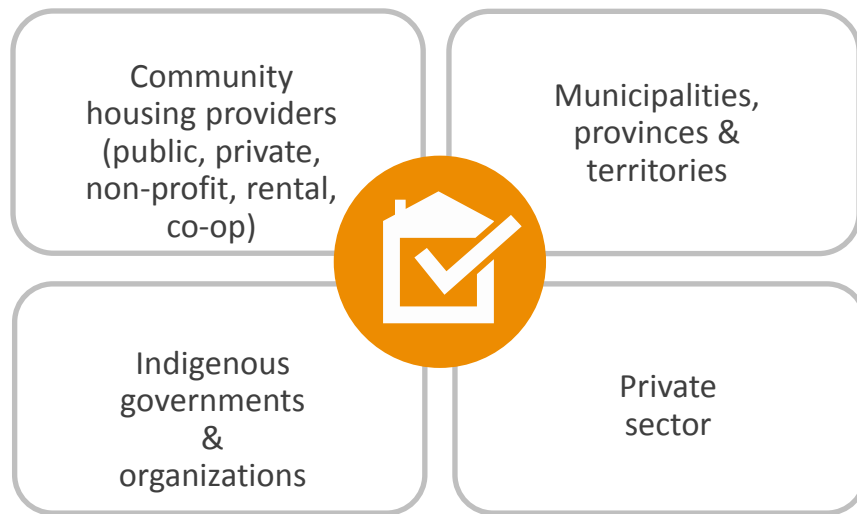 Community
housing providers
(public, private,
non-profit, rental,
co-op)
Municipalities,
provinces &
territories
Indigenous
governments
&
organizations
Private
sector